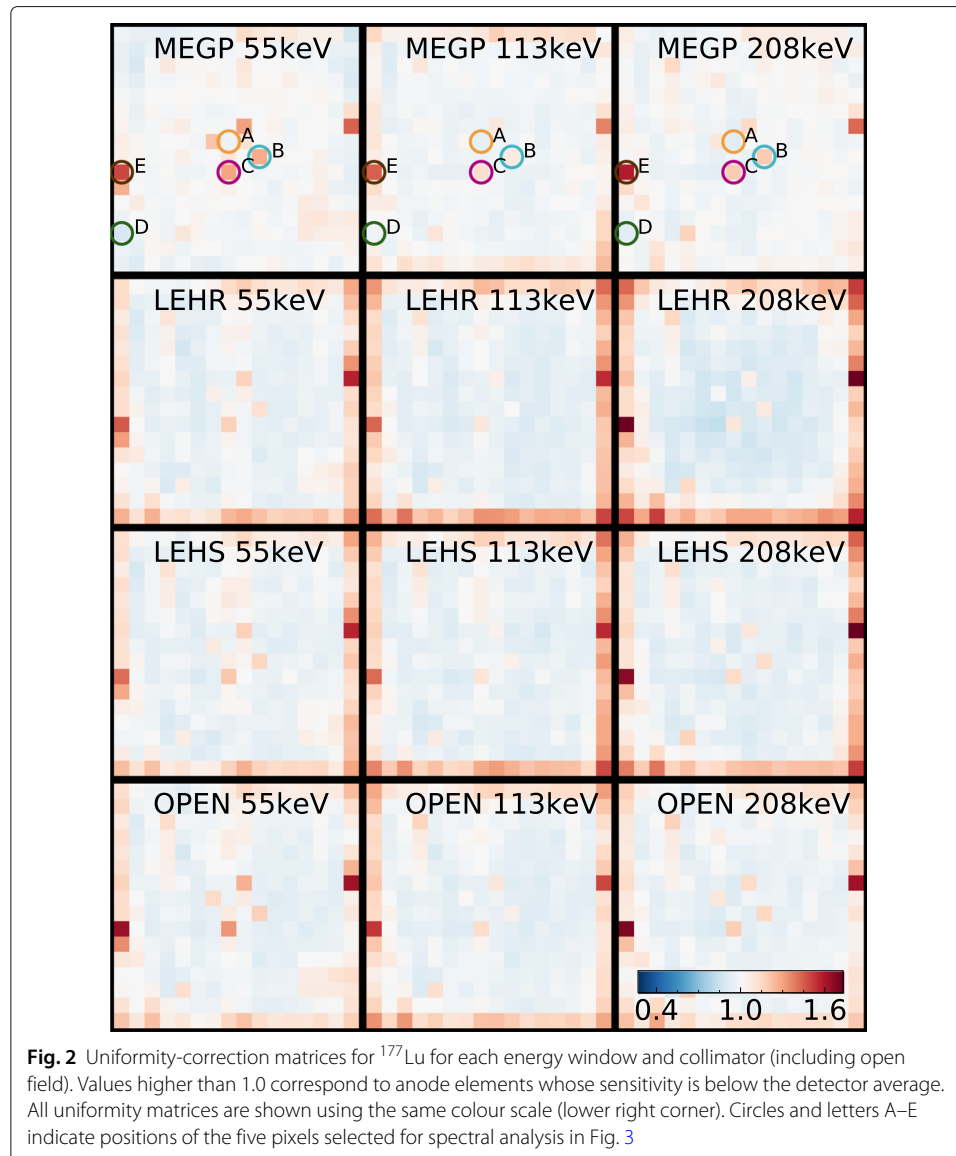 MEGP 55keV MEGP 113keV MEGP 208keV
A A A
B B B
E C E C E C
D D D
LEHR 55keV LEHR 113keV LEHR 208keV
LEHS 55keV LEHS 113keV LEHS 208keV
OPEN 55keV OPEN 113keV OPEN 208keV
0.4 1.0 1.6
Fig. 2 Uniformity-correction matrices for ¹⁷⁷Lu for each energy window and collimator (including open
field). Values higher than 1.0 correspond to anode elements whose sensitivity is below the detector average.
All uniformity matrices are shown using the same colour scale (lower right corner). Circles and letters A–E
indicate positions of the five pixels selected for spectral analysis in Fig. 3